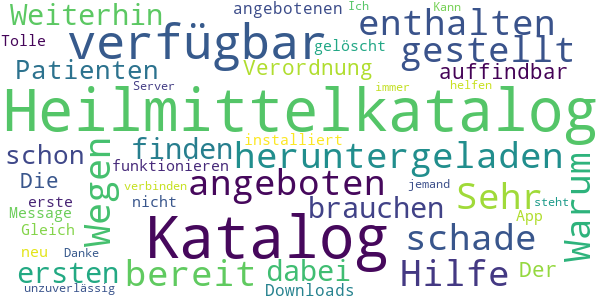 Weiterhin angebotenen Ich Kann
Tolle verfügbar gelöscht enthalten
Patienten Verordnung gestellt
Server auffindbar
Heilmittelkatalog
immer helfen
schon finden installiert
Wegen funktionieren heruntergeladen Warum
Die angeboten jemand Sehr
erste verbinden nicht brauchen steht
Message Katalog App
Gleich schade
neu Danke bereit dabei Hilfe Der
ersten Downloads
unzuverlässig